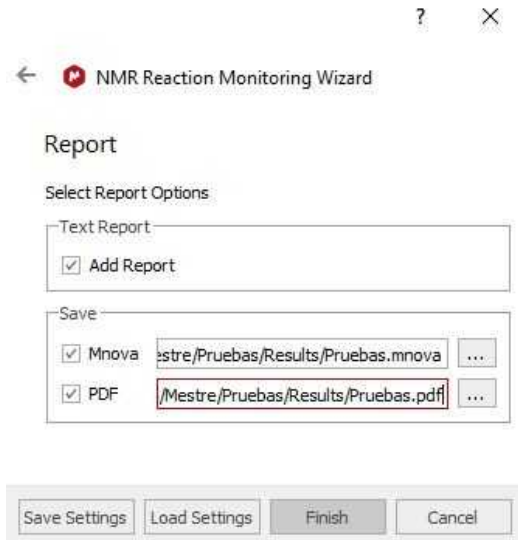 ?
NMR Reaction Monitoring Wizard
Report
Select Report Options
Text Report
Add Report
Save
Mnova estre/Pruebas/Results/Pruebas.mnova ...
PDF /Mestre/Pruebas/Results/Pruebas.pdf ...
Save Settings Load Settings Finish Cancel